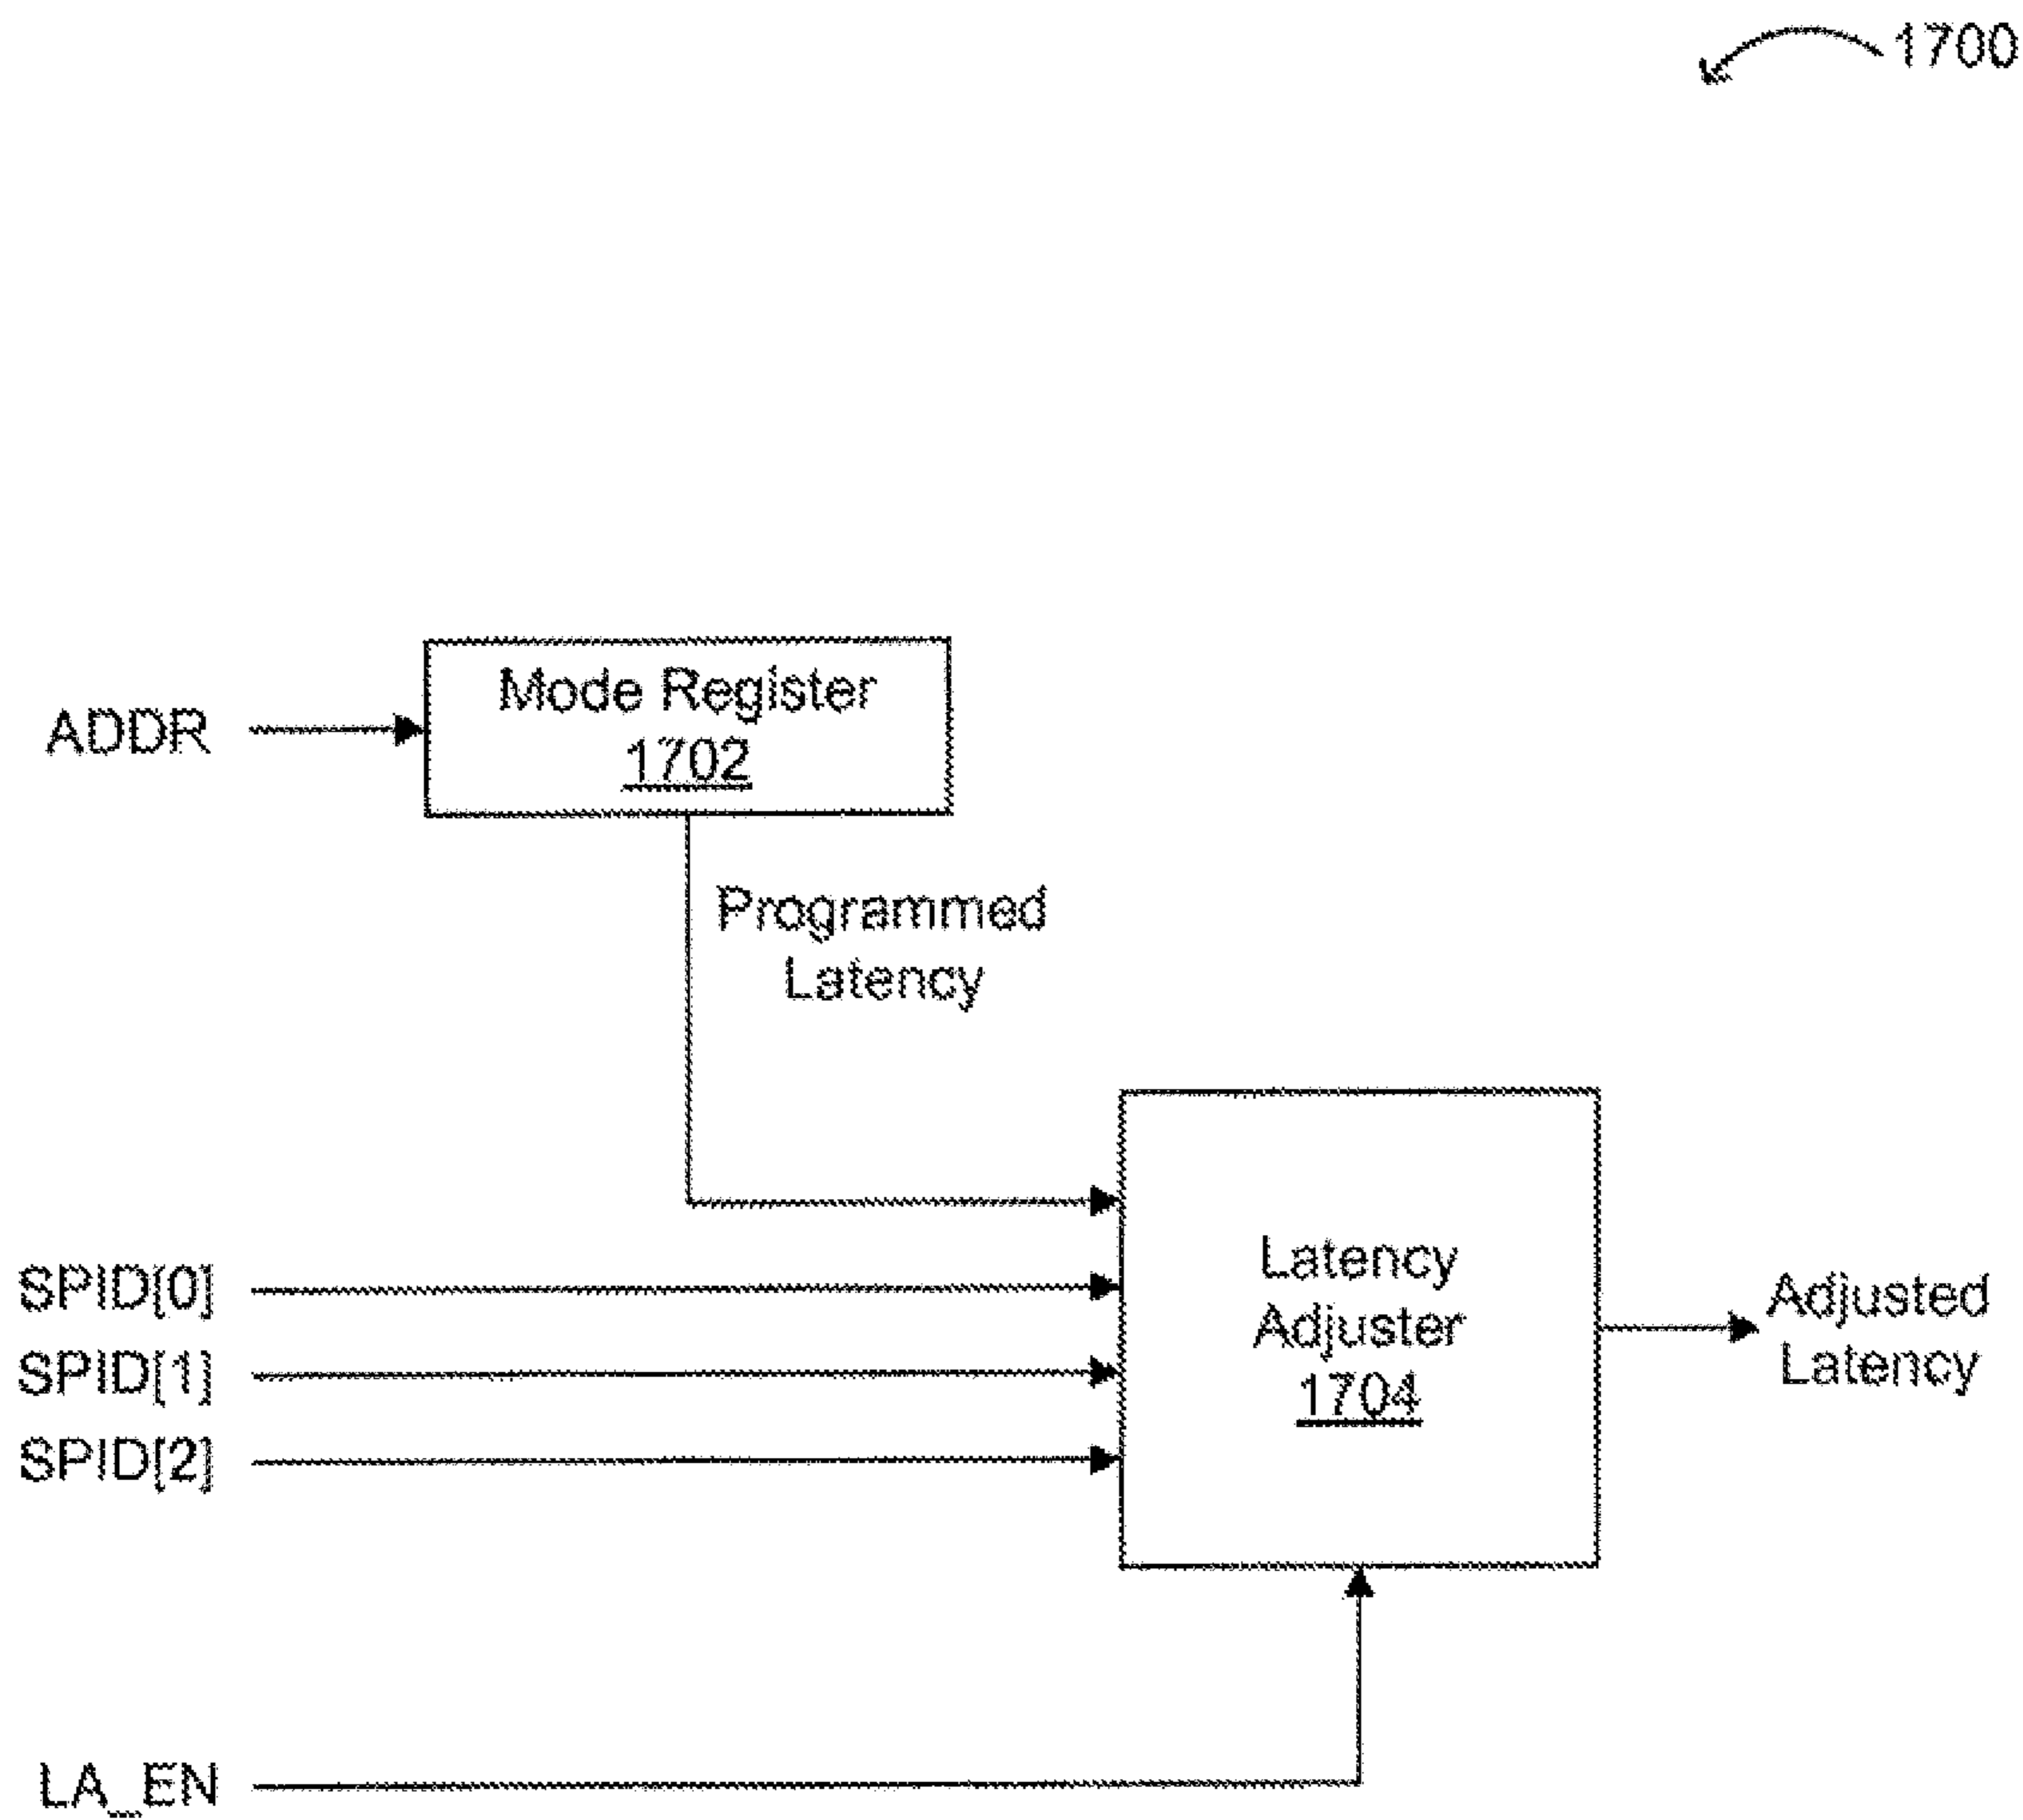 1700
Mode Register
1702
ADDR
Programmed
Latency
Latency
Adjuster
1704
SPID[0]
SPID[1]
SPID[2]
Adjusted
Latency
LA_EN